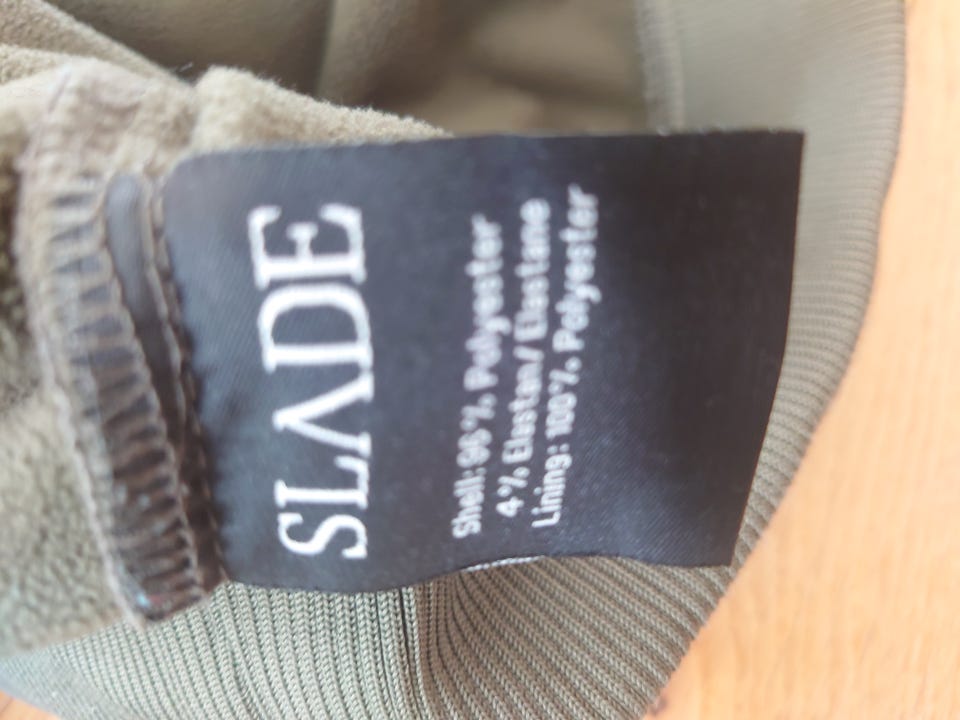 SLADE
Shell: 96% Polyester
4% Elastan/Elastane
Lining: 100% Polyester